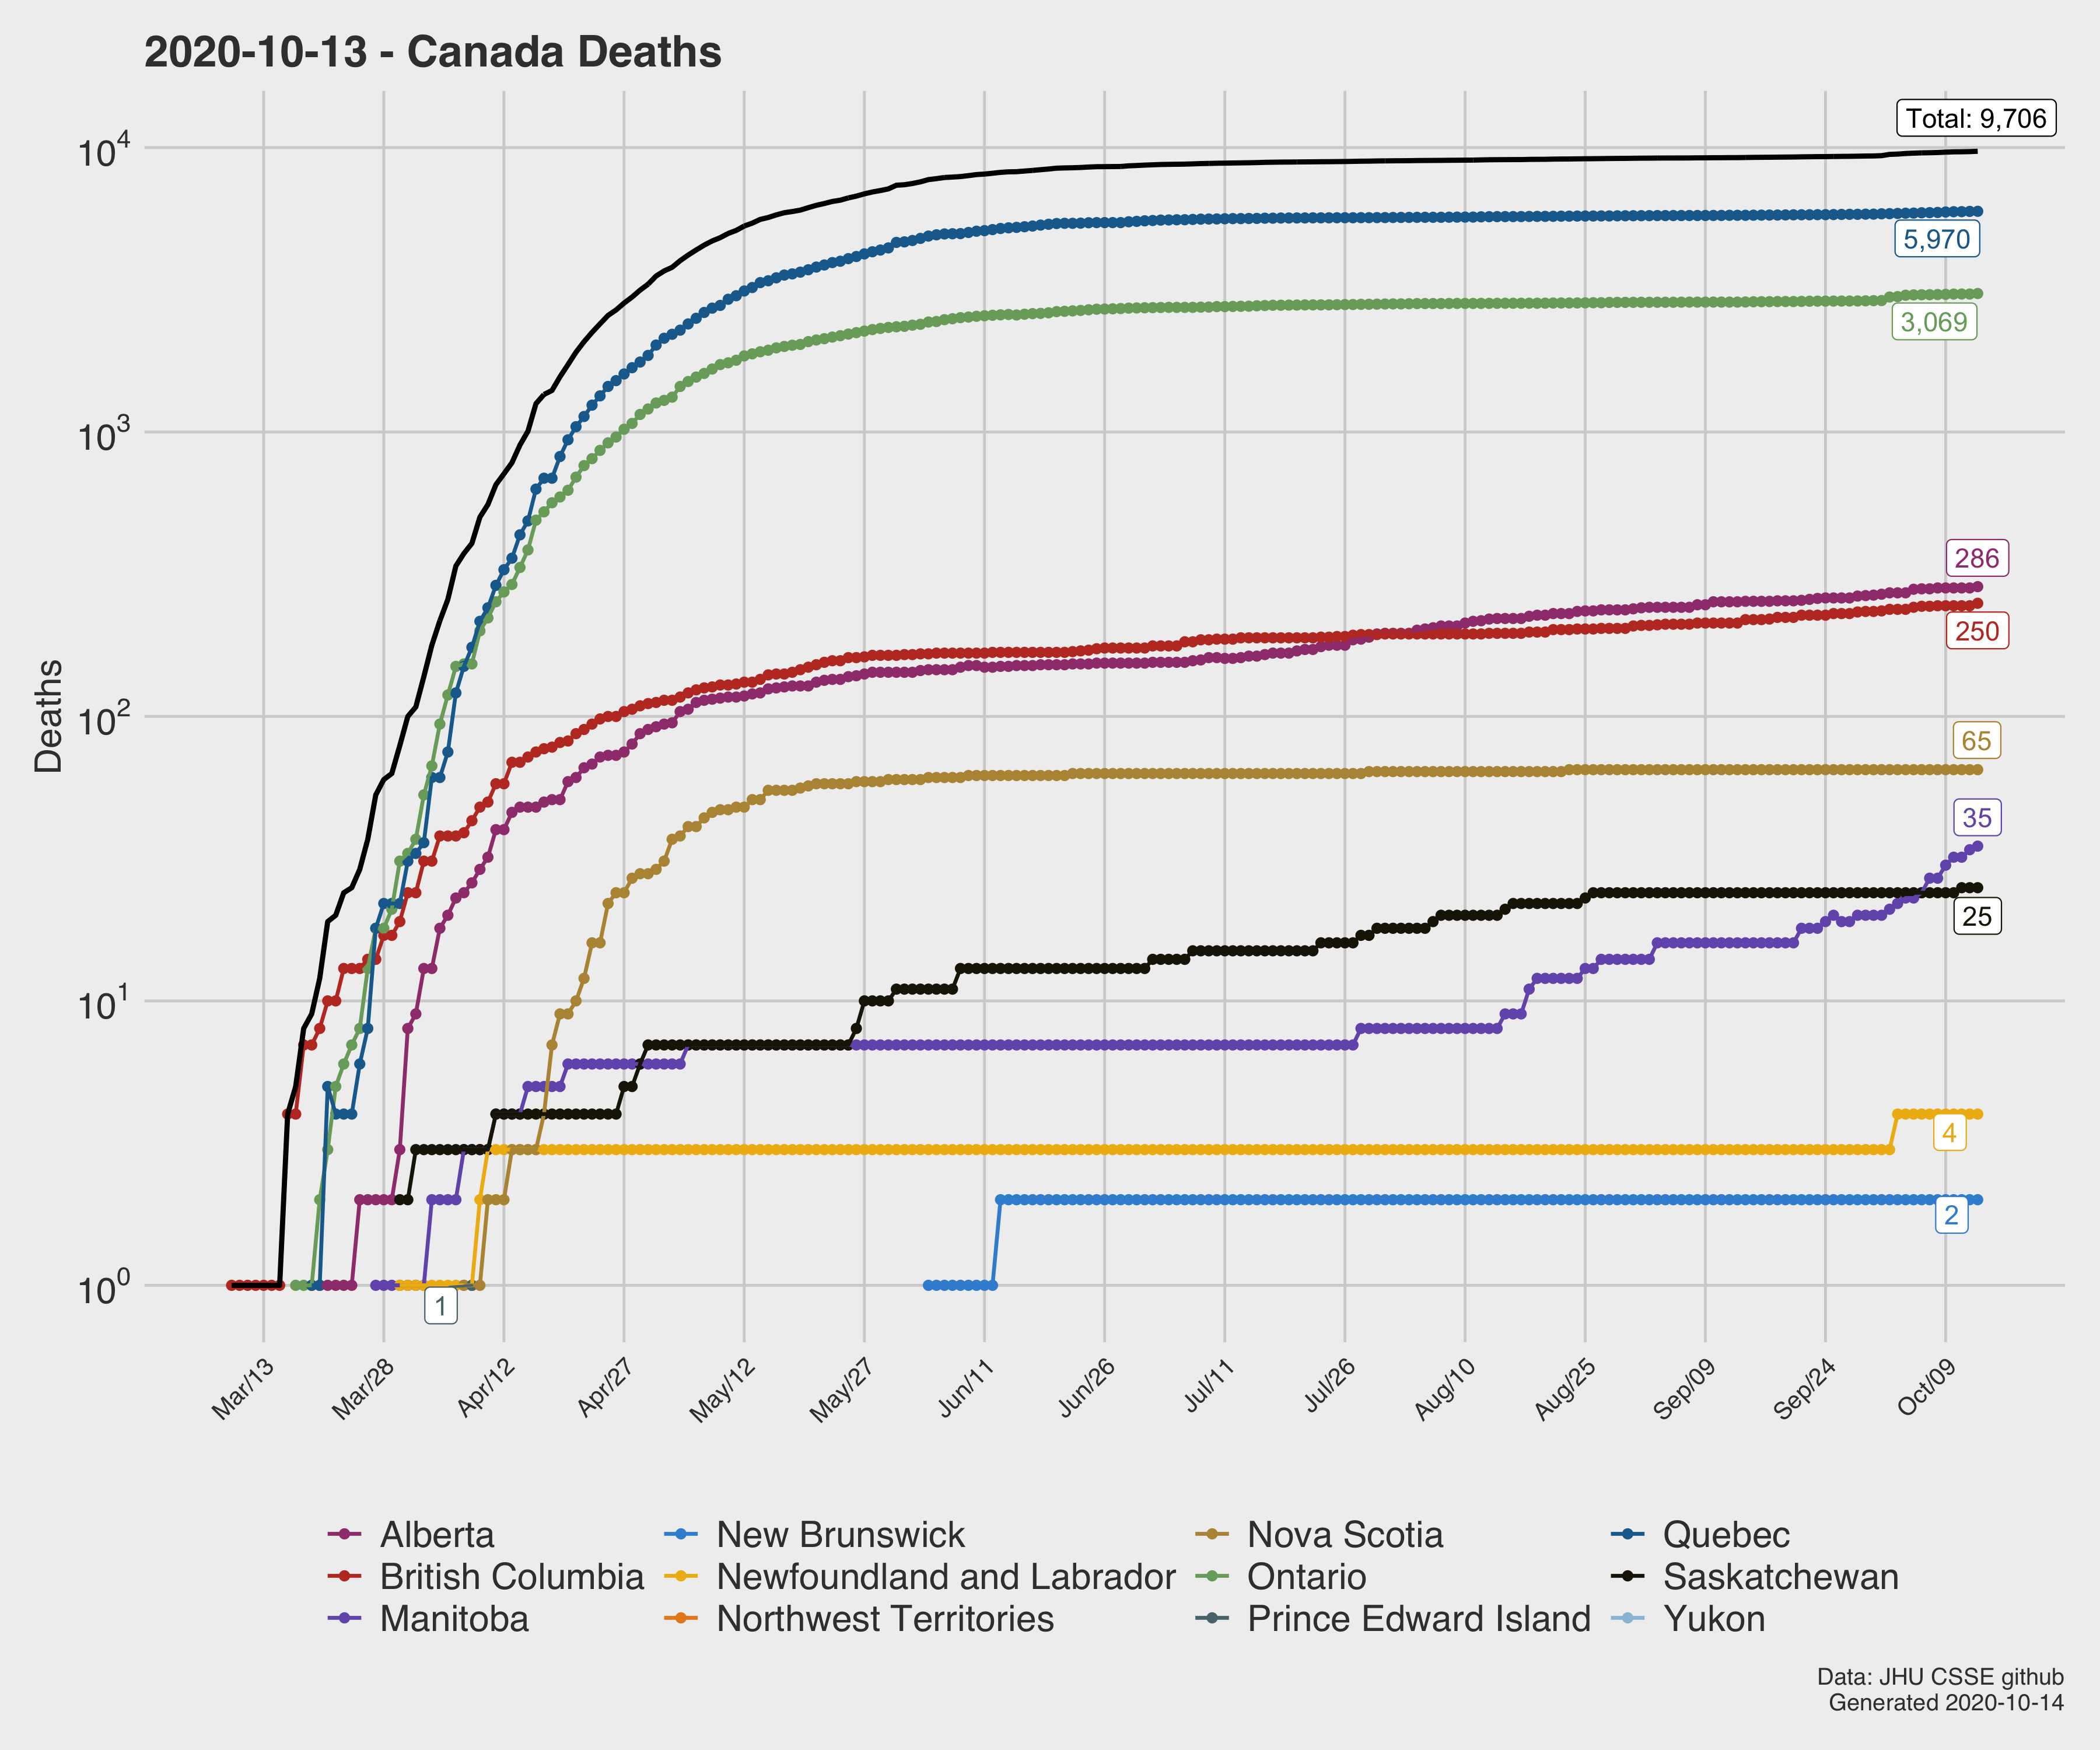 2020-10-13 - Canada Deaths
Total: 9,706
10^4
5,970
3,069
10^3
286
250
Deaths
10^2
65
35
25
10^1
4
2
10^0
1
Mar/13 Mar/28 Apr/12 Apr/27 May/12 May/27 Jun/11 Jun/26 Jul/11 Jul/26 Aug/10 Aug/25 Sep/09 Sep/24 Oct/09
Alberta New Brunswick Nova Scotia Quebec
British Columbia Newfoundland and Labrador Ontario Saskatchewan
Manitoba Northwest Territories Prince Edward Island Yukon
Data: JHU CSSE github
Generated 2020-10-14